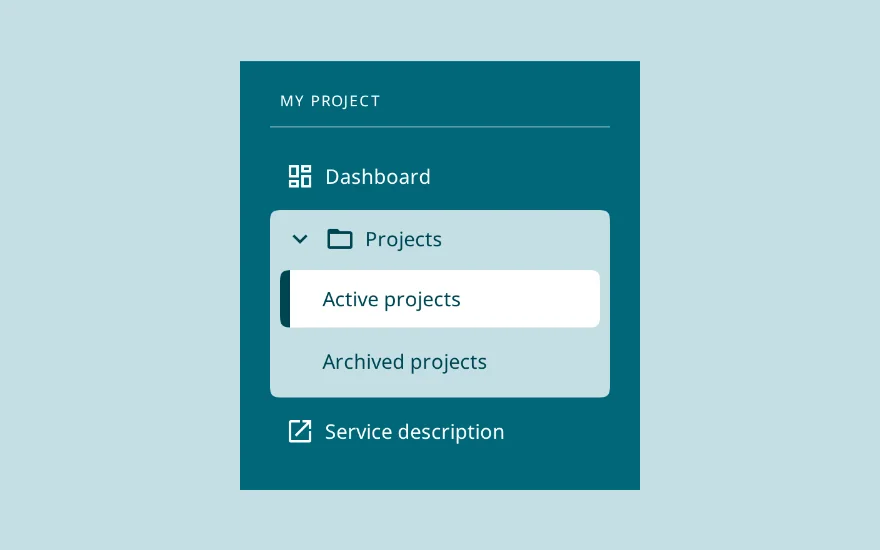 MY PROJECT
Dashboard
Projects
Active projects
Archived projects
Service description